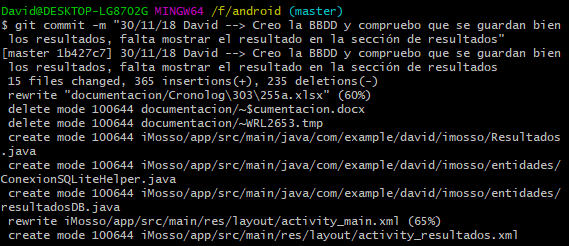 David@DESKTOP-LG8702G MINGW64 /f/android (master)
$ git commit -m "30/11/18 David --> Creo la BBDD y compruebo que se guardan bien
los resultados, falta mostrar el resultado en la sección de resultados"
[master 1b427c7] 30/11/18 David --> Creo la BBDD y compruebo que se guardan bien
los resultados, falta mostrar el resultado en la sección de resultados
15 files changed, 365 insertions(+), 235 deletions(-)
rewrite "documentacion/Cronolog\303\255a.xlsx" (60%)
delete mode 100644 documentacion/~$cumentacion.docx
delete mode 100644 documentacion/~WRL2653.tmp
create mode 100644 iMosso/app/src/main/java/com/example/david/imosso/Resultados
.java
create mode 100644 iMosso/app/src/main/java/com/example/david/imosso/entidades/
ConexionSQLiteHelper.java
create mode 100644 iMosso/app/src/main/java/com/example/david/imosso/entidades/
resultadosDB.java
rewrite iMosso/app/src/main/res/layout/activity_main.xml (65%)
create mode 100644 iMosso/app/src/main/res/layout/activity_resultados.xml